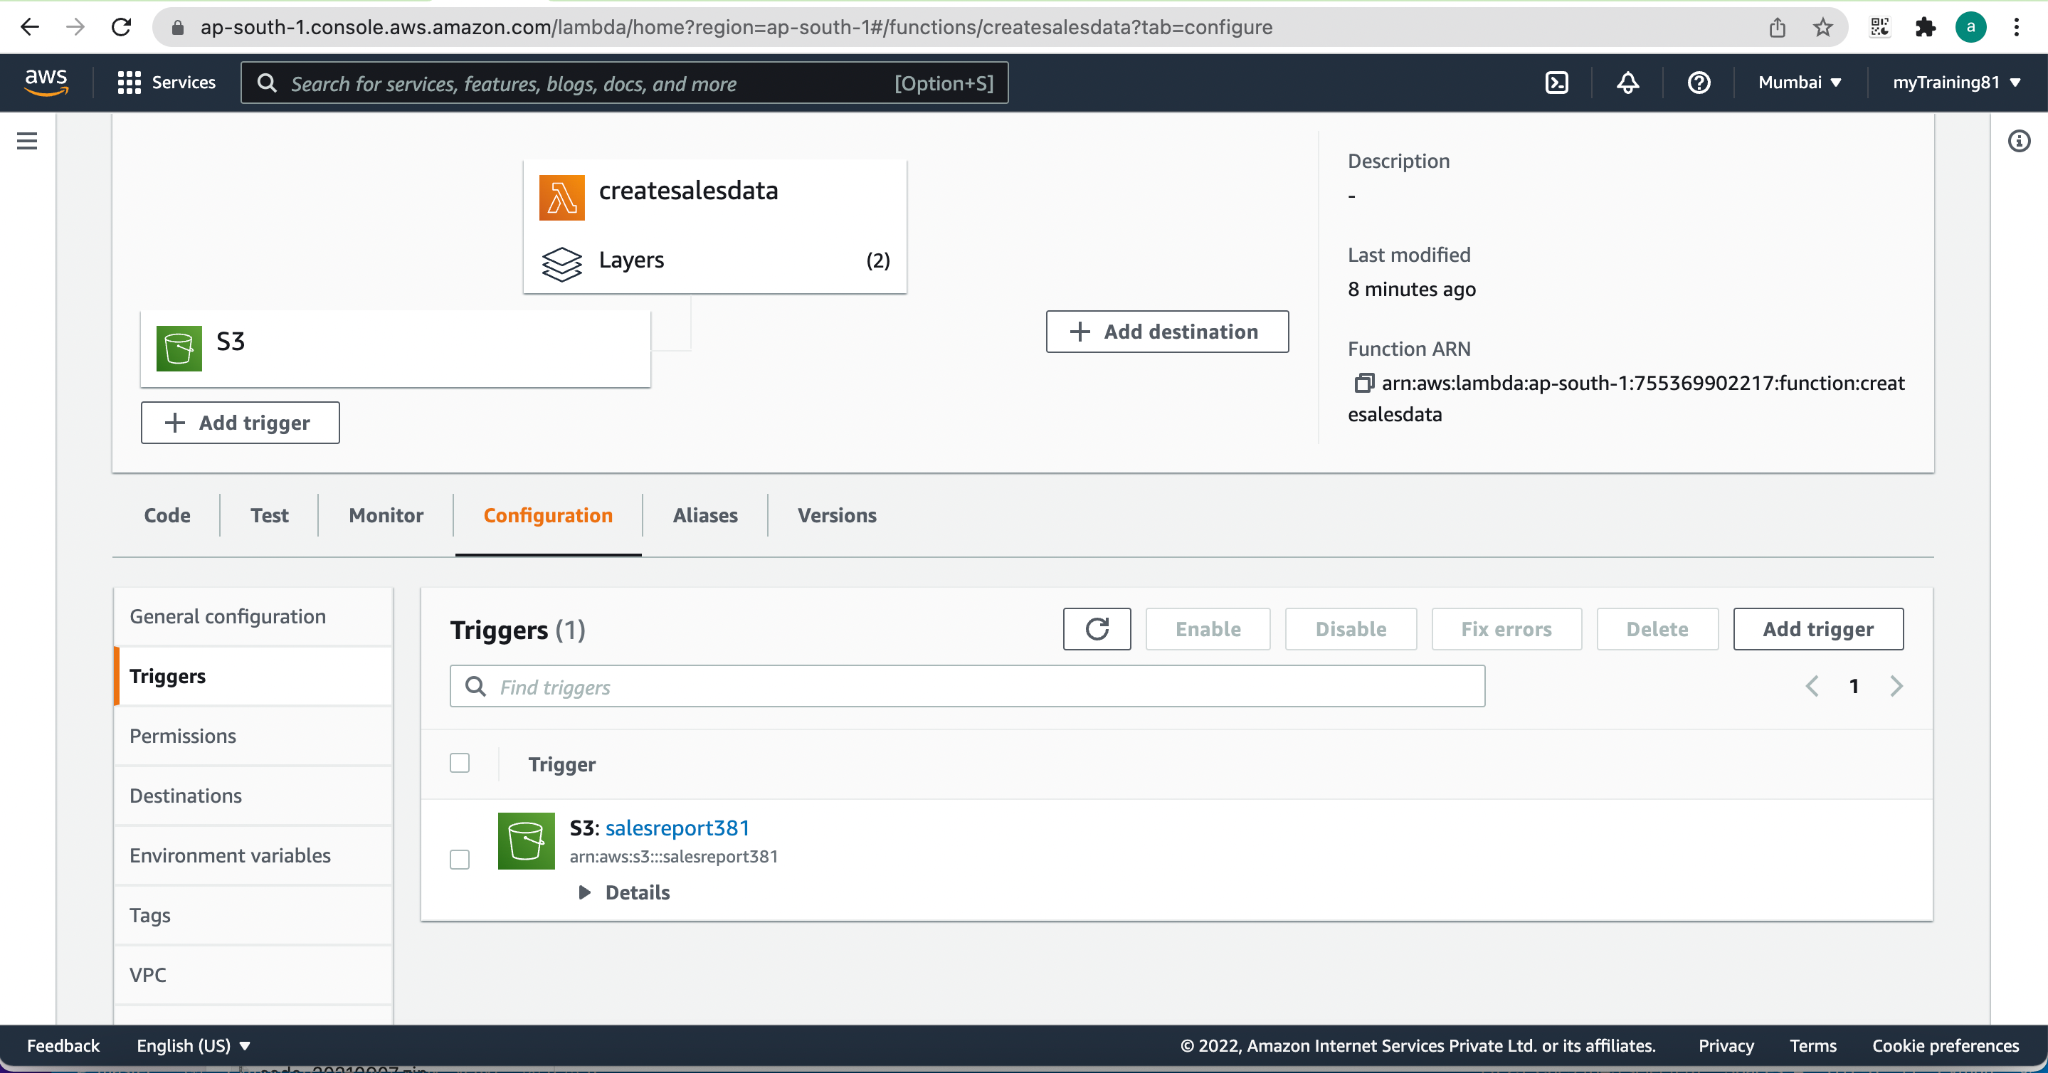 ap-south-1.console.aws.amazon.com/lambda/home?region=ap-south-1#/functions/createsalesdata?tab=configure
a
aws
Services
Search for services, features, blogs, docs, and more
[Option+S]
Mumbai ▼
myTraining81 ▼
createsalesdata
Layers
(2)
S3
+ Add trigger
+ Add destination
Description
-
Last modified
8 minutes ago
Function ARN
arn:aws:lambda:ap-south-1:755369902217:function:creat
esalesdata
Code
Test
Monitor
Configuration
Aliases
Versions
General configuration
Triggers
Permissions
Destinations
Environment variables
Tags
VPC
Triggers (1)
Enable
Disable
Fix errors
Delete
Add trigger
Find triggers
1
Trigger
S3: salesreport381
arn:aws:s3:::salesreport381
Details
Feedback
English (US) ▼
© 2022, Amazon Internet Services Private Ltd. or its affiliates.
Privacy
Terms
Cookie preferences